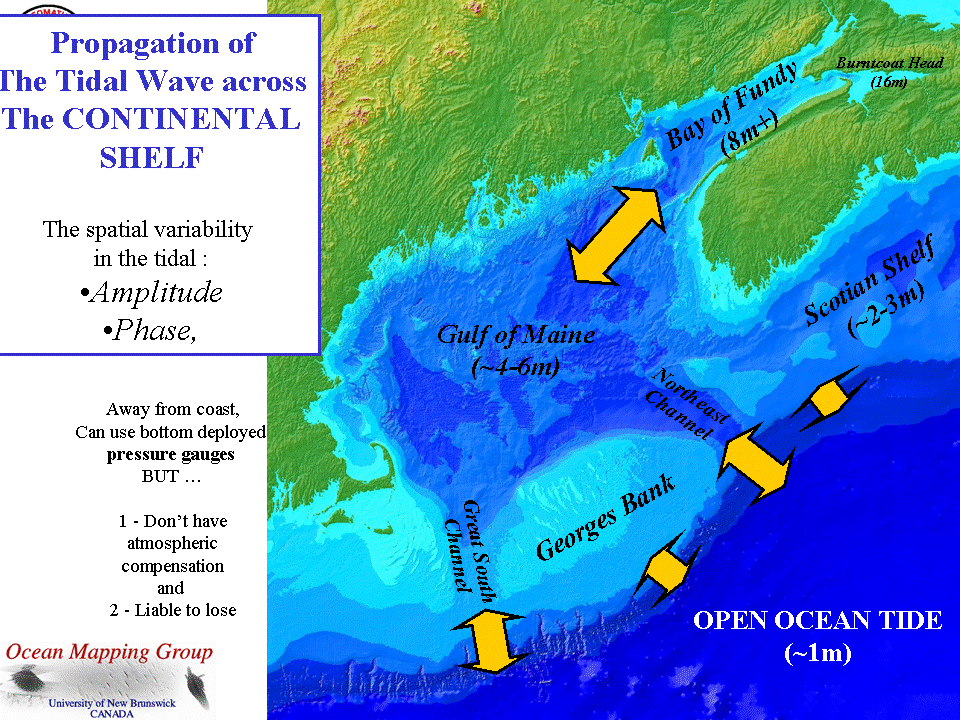 Propagation of
The Tidal Wave across
The CONTINENTAL
SHELF
The spatial variability
in the tidal :
•Amplitude
•Phase,
Away from coast,
Can use bottom deployed
pressure gauges
BUT …
1 - Don't have
atmospheric
compensation
and
2 - Liable to lose
Ocean Mapping Group
University of New Brunswick
CANADA
Burntcoat Head
(16m)
Bay of Fundy
(8m+)
Scotian Shelf
(~2-3m)
Gulf of Maine
(~4-6m)
Northeast
Channel
Georges Bank
Great South
Channel
OPEN OCEAN TIDE
(~1m)